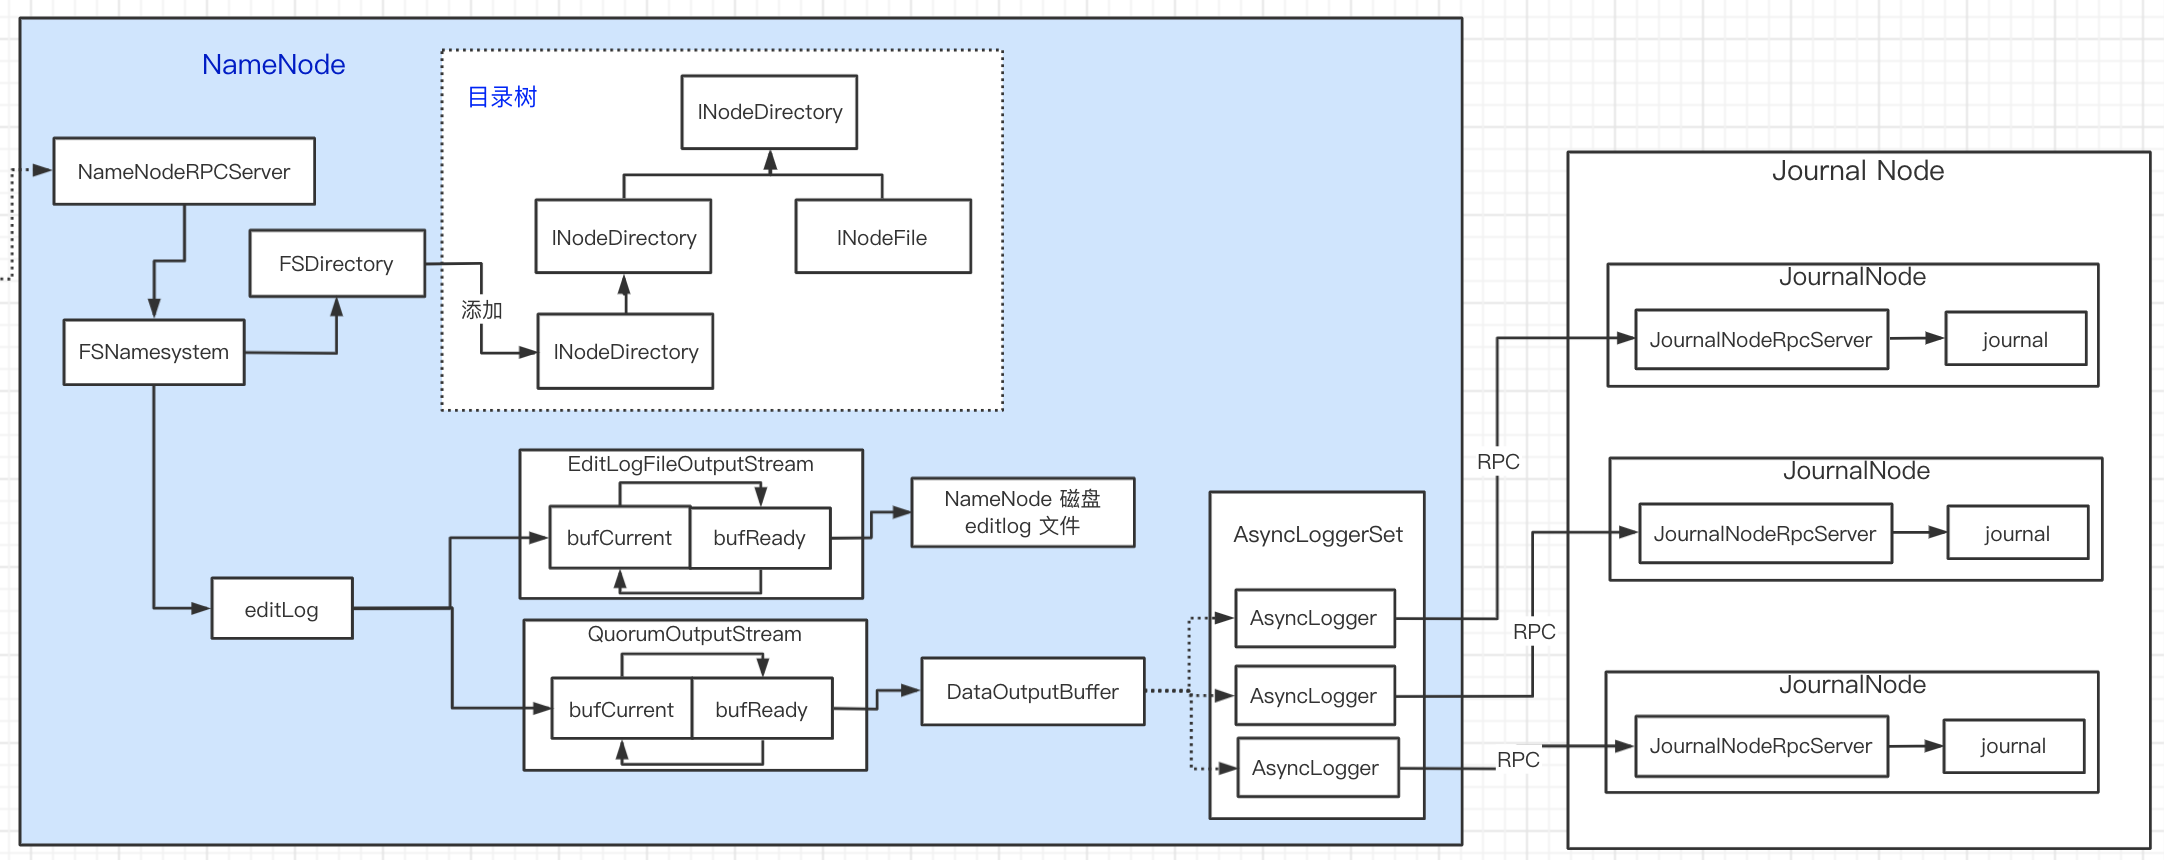 NameNode
目录树
INodeDirectory
NameNodeRPCServer
INodeDirectory
INodeFile
FSDirectory
添加
FSNamesystem
INodeDirectory
EditLogFileOutputStream
bufCurrent
bufReady
NameNode 磁盘
editlog 文件
editLog
QuorumOutputStream
bufCurrent
bufReady
DataOutputBuffer
AsyncLoggerSet
AsyncLogger
AsyncLogger
AsyncLogger
RPC
RPC
RPC
Journal Node
JournalNode
JournalNodeRpcServer
journal
JournalNode
JournalNodeRpcServer
journal
JournalNode
JournalNodeRpcServer
journal